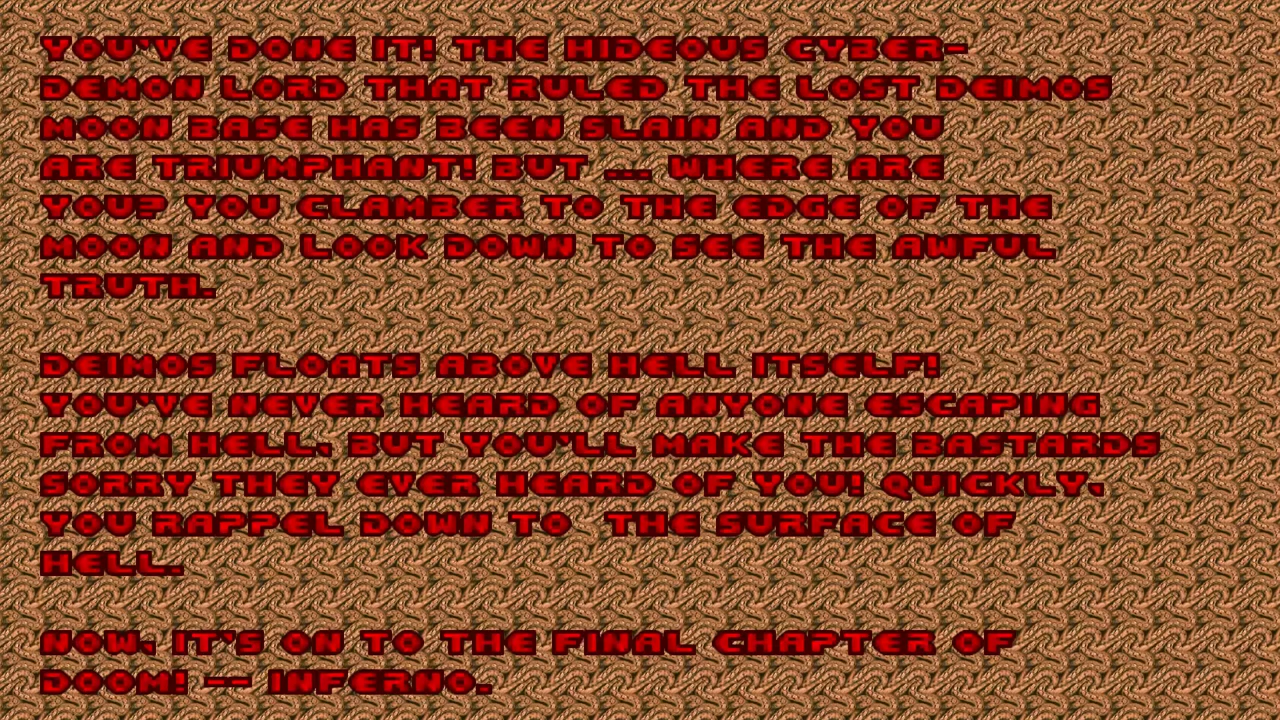 YOU'VE DONE IT! THE HIDEOUS CYBER-
DEMON LORD THAT RULED THE LOST DEIMOS
MOON BASE HAS BEEN SLAIN AND YOU
ARE TRIUMPHANT! BUT ... WHERE ARE
YOU? YOU CLAMBER TO THE EDGE OF THE
MOON AND LOOK DOWN TO SEE THE AWFUL
TRUTH.

DEIMOS FLOATS ABOVE HELL ITSELF!
YOU'VE NEVER HEARD OF ANYONE ESCAPING
FROM HELL, BUT YOU'LL MAKE THE BASTARDS
SORRY THEY EVER HEARD OF YOU! QUICKLY,
YOU RAPPEL DOWN TO  THE SURFACE OF
HELL.

NOW, IT'S ON TO THE FINAL CHAPTER OF
DOOM! -- INFERNO.